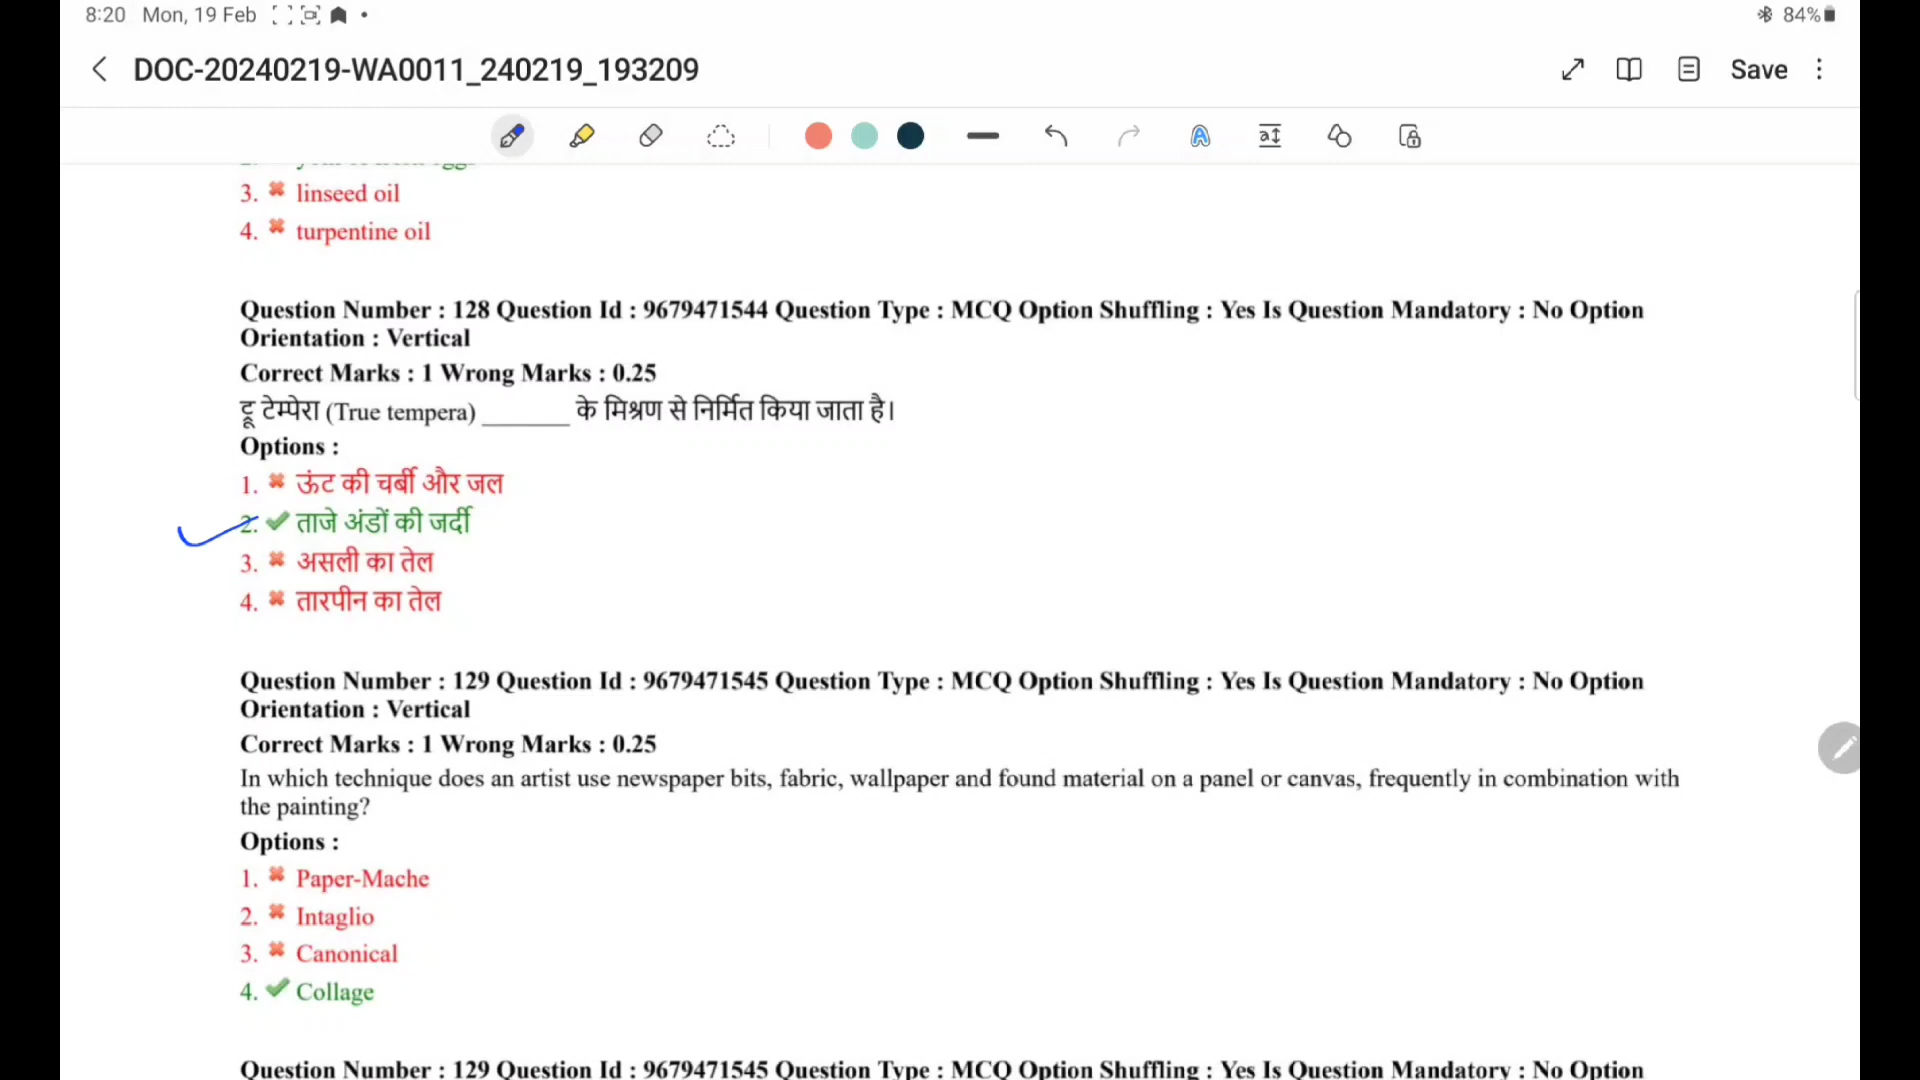 8:20 Mon, 19 Feb
84%
DOC-20240219-WA0011_240219_193209
Save
3. linseed oil
4. turpentine oil
Question Number : 128 Question Id : 9679471544 Question Type : MCQ Option Shuffling : Yes Is Question Mandatory : No Option
Orientation : Vertical
Correct Marks : 1 Wrong Marks : 0.25
ट्रू टेम्पेरा (True tempera) _______ के मिश्रण से निर्मित किया जाता है।
Options :
1. ऊंट की चर्बी और जल
2. ताजे अंडों की जर्दी
3. असली का तेल
4. तारपीन का तेल
Question Number : 129 Question Id : 9679471545 Question Type : MCQ Option Shuffling : Yes Is Question Mandatory : No Option
Orientation : Vertical
Correct Marks : 1 Wrong Marks : 0.25
In which technique does an artist use newspaper bits, fabric, wallpaper and found material on a panel or canvas, frequently in combination with
the painting?
Options :
1. Paper-Mache
2. Intaglio
3. Canonical
4. Collage
Question Number : 129 Question Id : 9679471545 Question Type : MCQ Option Shuffling : Yes Is Question Mandatory : No Option